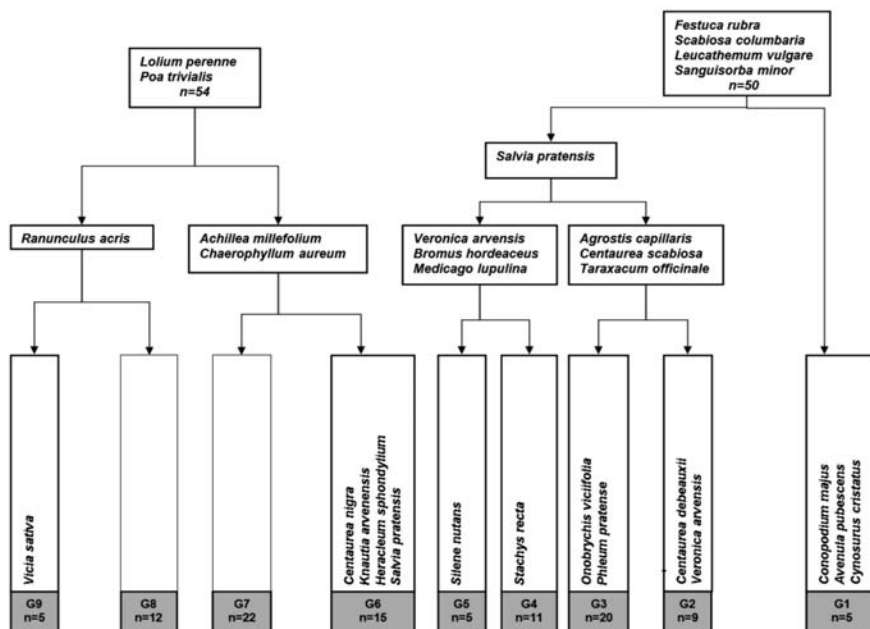 Festuca rubra
Scabiosa columbaria
Leucathemum vulgare
Sanguisorba minor
n=50
Lolium perenne
Poa trivialis
n=54
Salvia pratensis
Ranunculus acris
Achillea millefolium
Chaerophyllum aureum
Veronica arvensis
Bromus hordeaceus
Medicago lupulina
Agrostis capillaris
Centaurea scabiosa
Taraxacum officinale
Vicia sativa
Centaurea nigra
Knautia arvenensis
Heracleum sphondylium
Salvia pratensis
Silene nutans
Stachys recta
Onobrychis viciifolia
Phleum pratense
Centaurea debeauxii
Veronica arvensis
Conopodium majus
Avenula pubescens
Cynosurus cristatus
G9
n=5
G8
n=12
G7
n=22
G6
n=15
G5
n=5
G4
n=11
G3
n=20
G2
n=9
G1
n=5